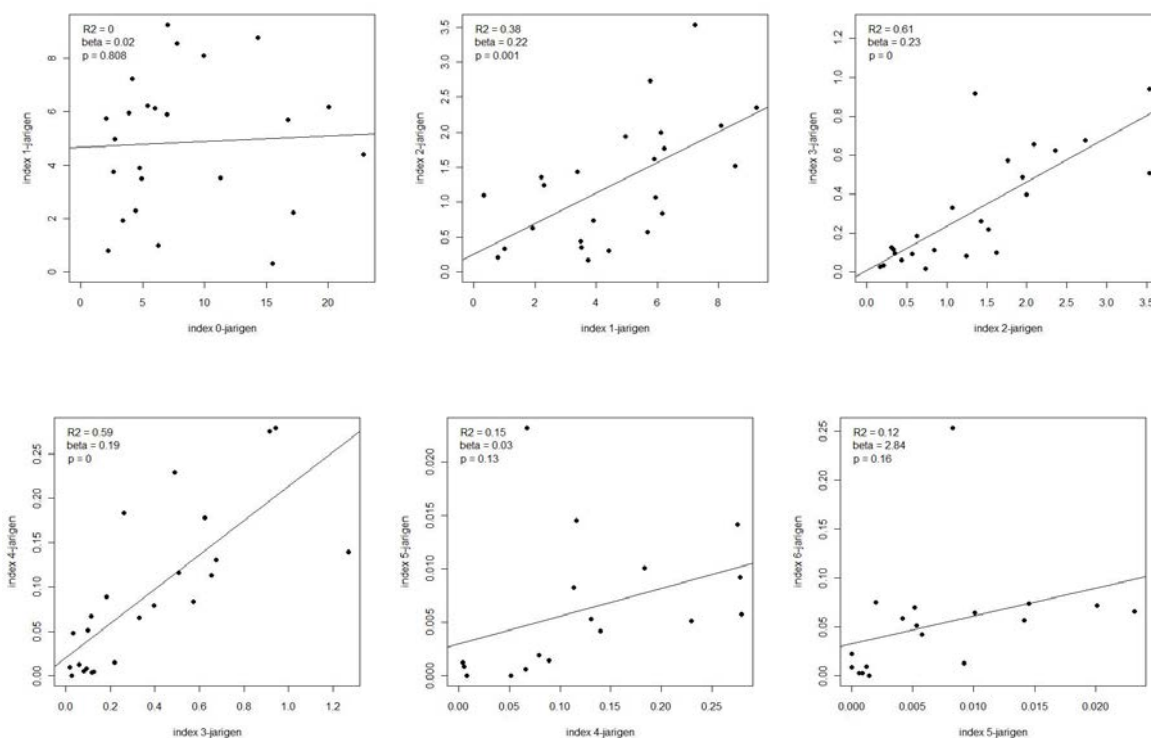 R2 = 0
beta = 0.02
p = 0.808
index 1-jarigen
0 2 4 6 8
0 5 10 15 20
index 0-jarigen
R2 = 0.38
beta = 0.22
p = 0.001
index 2-jarigen
0.0 0.5 1.0 1.5 2.0 2.5 3.0 3.5
0 2 4 6 8
index 1-jarigen
R2 = 0.61
beta = 0.23
p = 0
index 3-jarigen
0.0 0.2 0.4 0.6 0.8 1.0 1.2
0.0 0.5 1.0 1.5 2.0 2.5 3.0 3.5
index 2-jarigen
R2 = 0.59
beta = 0.19
p = 0
index 4-jarigen
0.00 0.05 0.10 0.15 0.20 0.25
0.0 0.2 0.4 0.6 0.8 1.0 1.2
index 3-jarigen
R2 = 0.15
beta = 0.03
p = 0.13
index 5-jarigen
0.000 0.005 0.010 0.015 0.020
0.00 0.05 0.10 0.15 0.20 0.25
index 4-jarigen
R2 = 0.12
beta = 2.84
p = 0.16
index 6-jarigen
0.00 0.05 0.10 0.15 0.20 0.25
0.000 0.005 0.010 0.015 0.020
index 5-jarigen